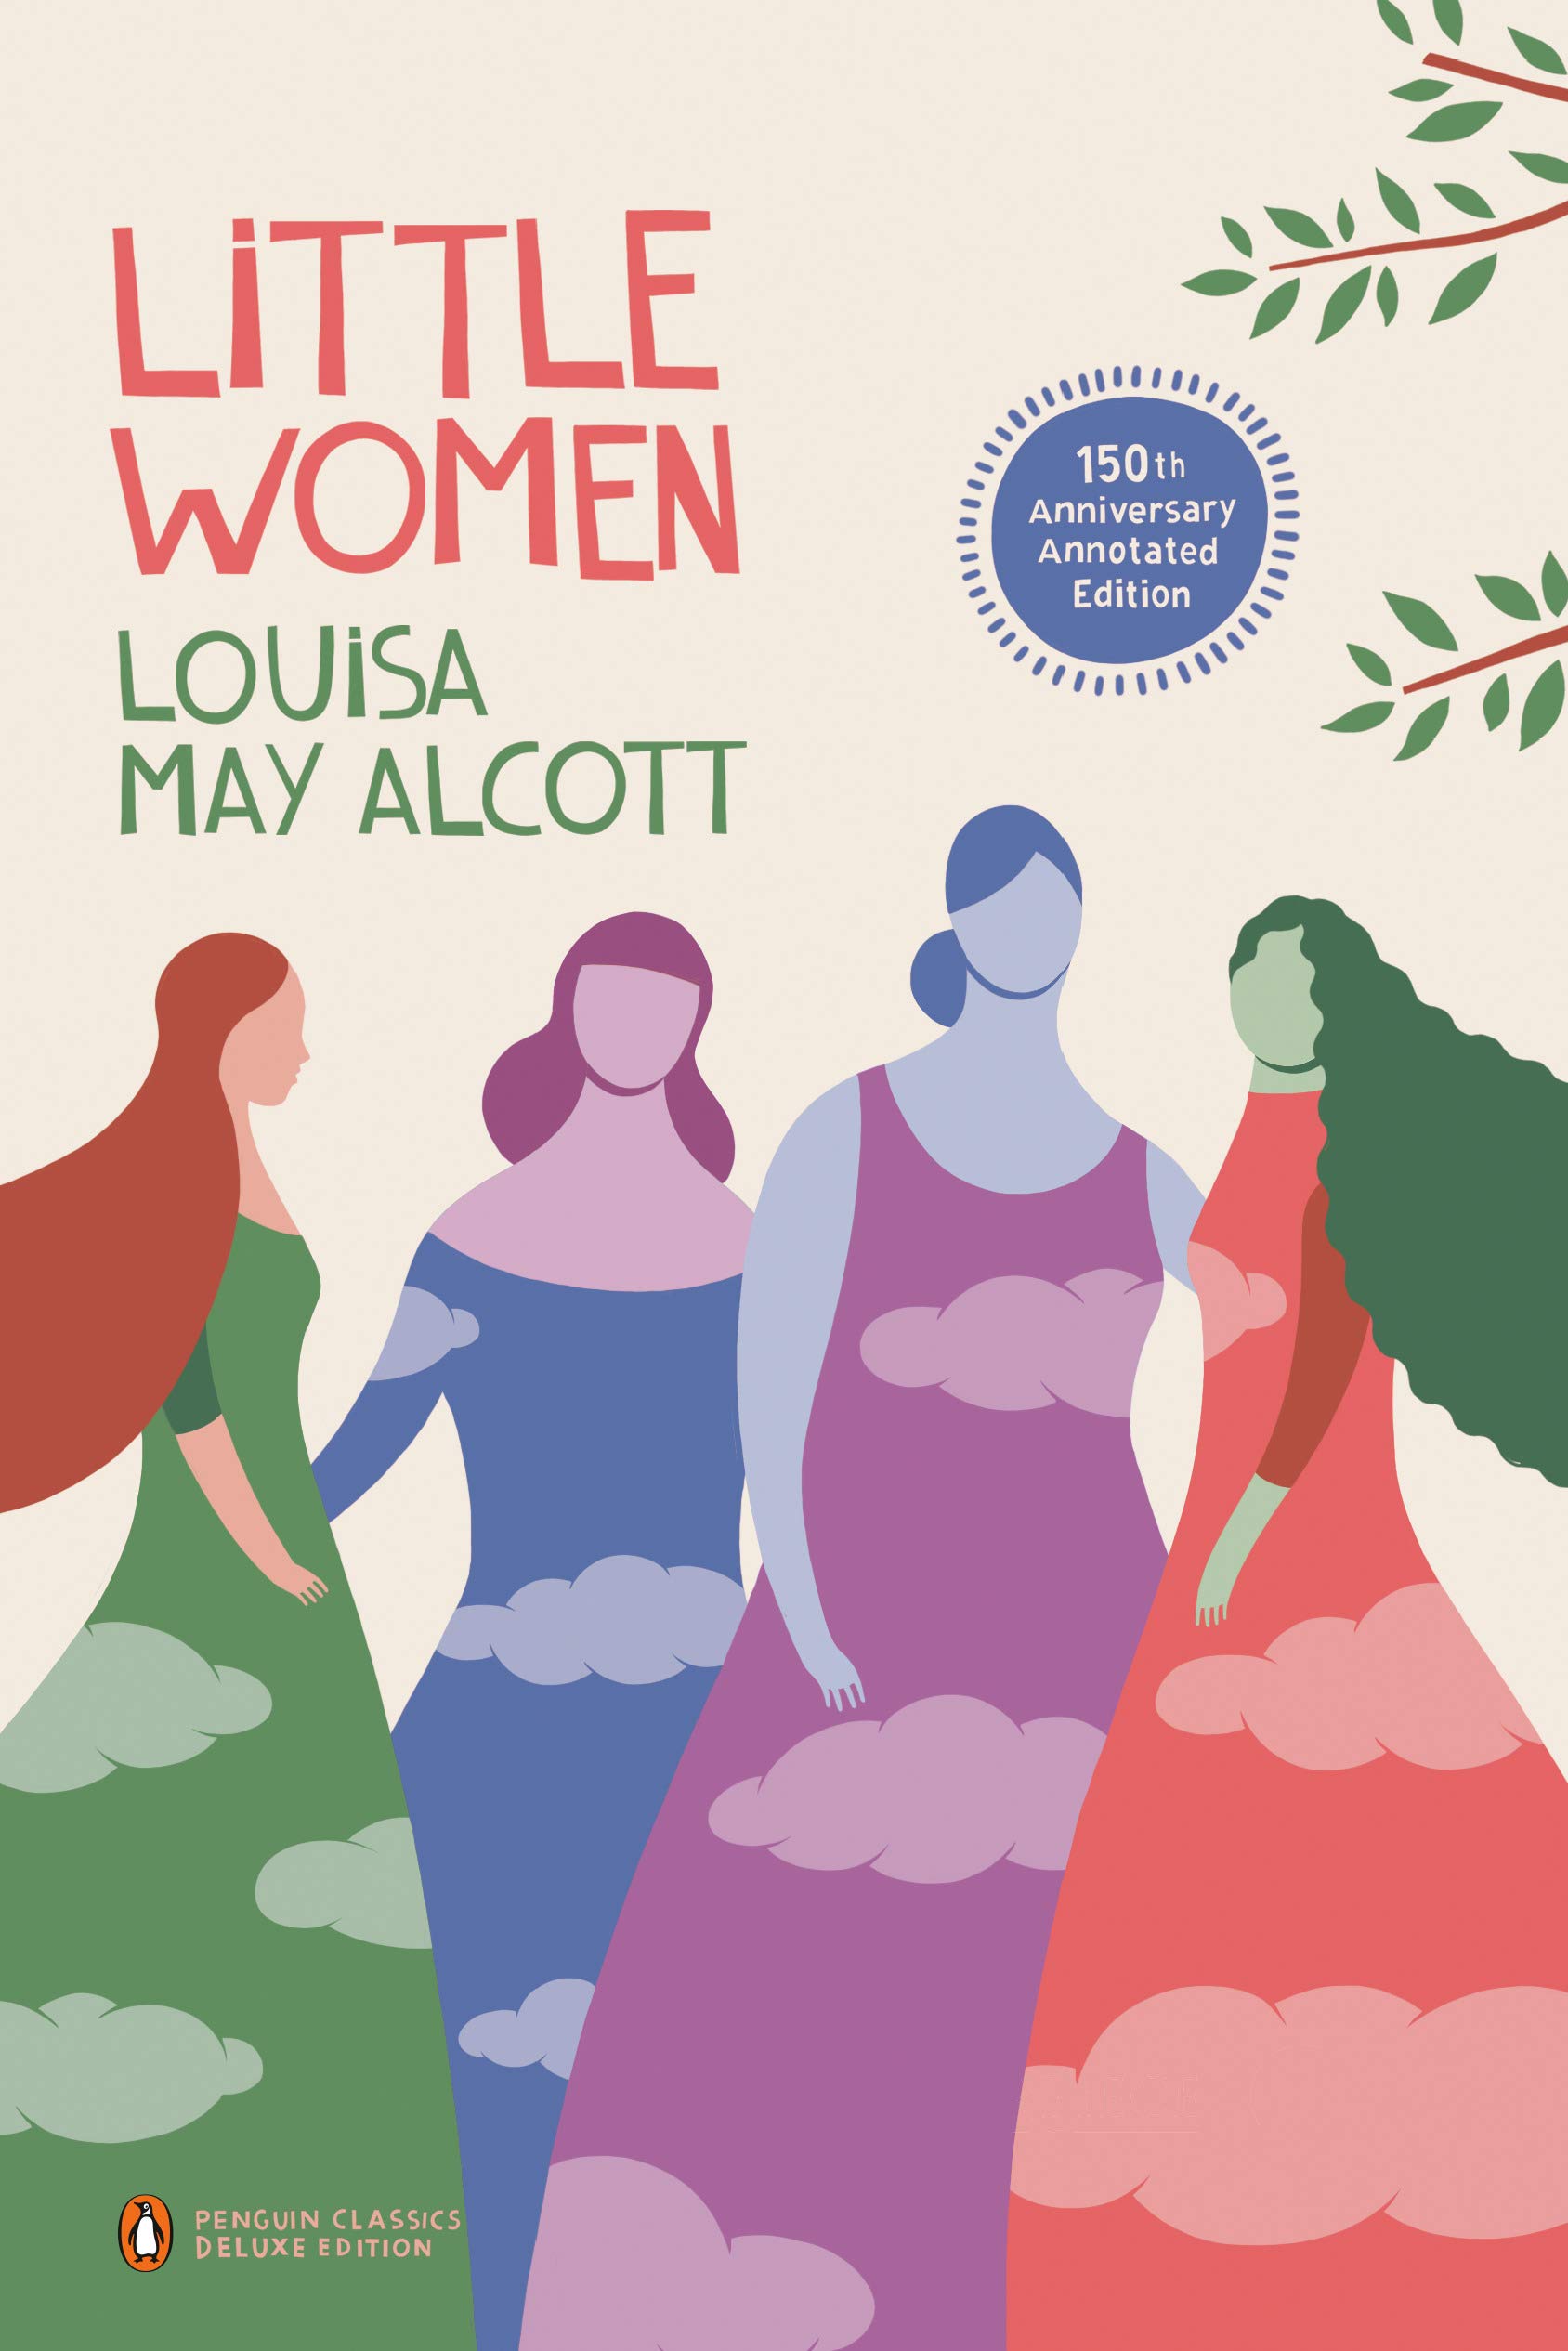 LiTTLE
WOMEN
LOUiSA
MAY ALCOTT
150th
Anniversary
Annotated
Edition
PENGUIN CLASSICS
DELUXE EDITION